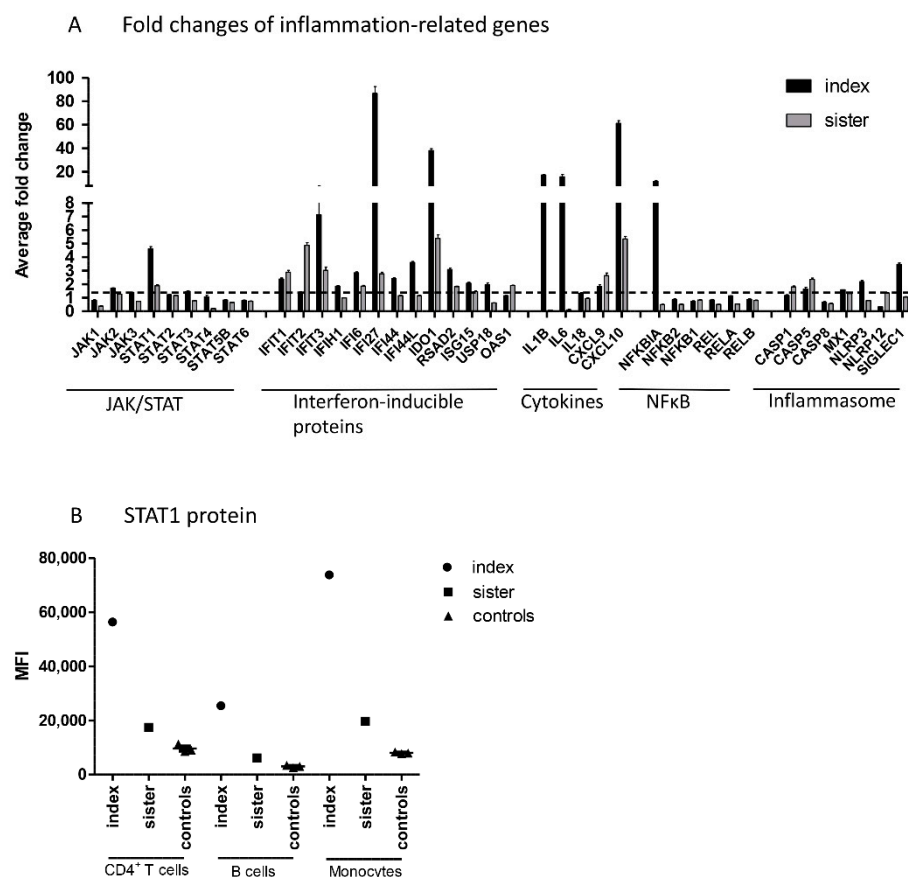 A Fold changes of inflammation-related genes
index
sister
Average fold change
100
80
60
40
20
8
7
6
5
4
3
2
1
0
JAK1
JAK2
JAK3
STAT1
STAT2
STAT3
STAT4
STAT5B
STAT6
IFIT1
IFIT2
IFIT3
IFIH1
IFI6
IFI27
IFI44
IFI44L
IDO1
RSAD2
ISG15
USP18
OAS1
IL1B
IL6
IL18
CXCL9
CXCL10
NFKBIA
NFKB2
NFKB1
REL
RELA
RELB
CASP1
CASP5
CASP8
MX1
NLRP3
NLRP12
SIGLEC1
JAK/STAT
Interferon-inducible
proteins
Cytokines
NFκB
Inflammasome
B STAT1 protein
MFI
80,000
60,000
40,000
20,000
0
index
sister
controls
index
sister
controls
index
sister
controls
index
sister
controls
CD4+ T cells
B cells
Monocytes